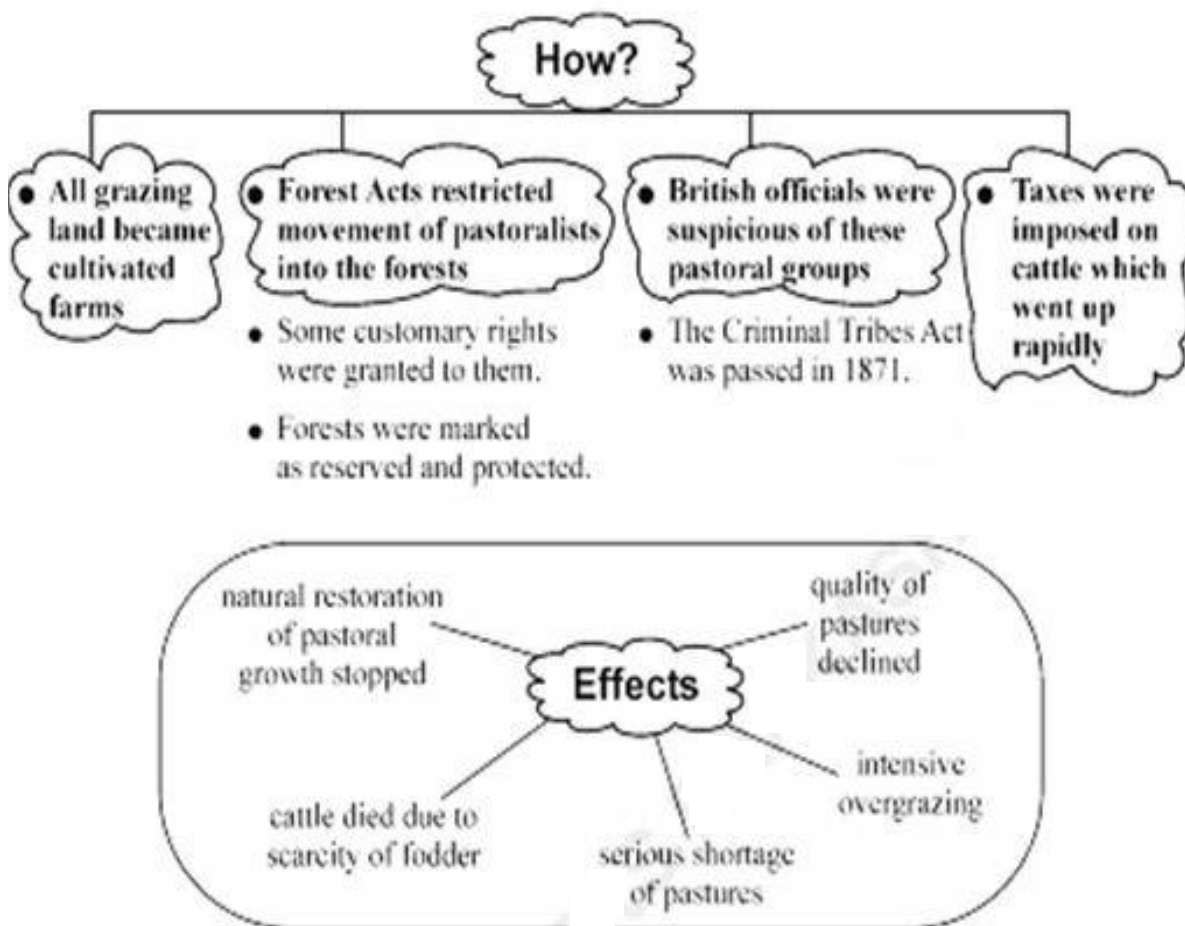 How?
• All grazing
land became
cultivated
farms
• Forest Acts restricted
movement of pastoralists
into the forests
• Some customary rights
were granted to them.
• Forests were marked
as reserved and protected.
• British officials were
suspicious of these
pastoral groups
• The Criminal Tribes Act
was passed in 1871.
• Taxes were
imposed on
cattle which
went up
rapidly
natural restoration
of pastoral
growth stopped
quality of
pastures
declined
Effects
intensive
overgrazing
cattle died due to
scarcity of fodder
serious shortage
of pastures